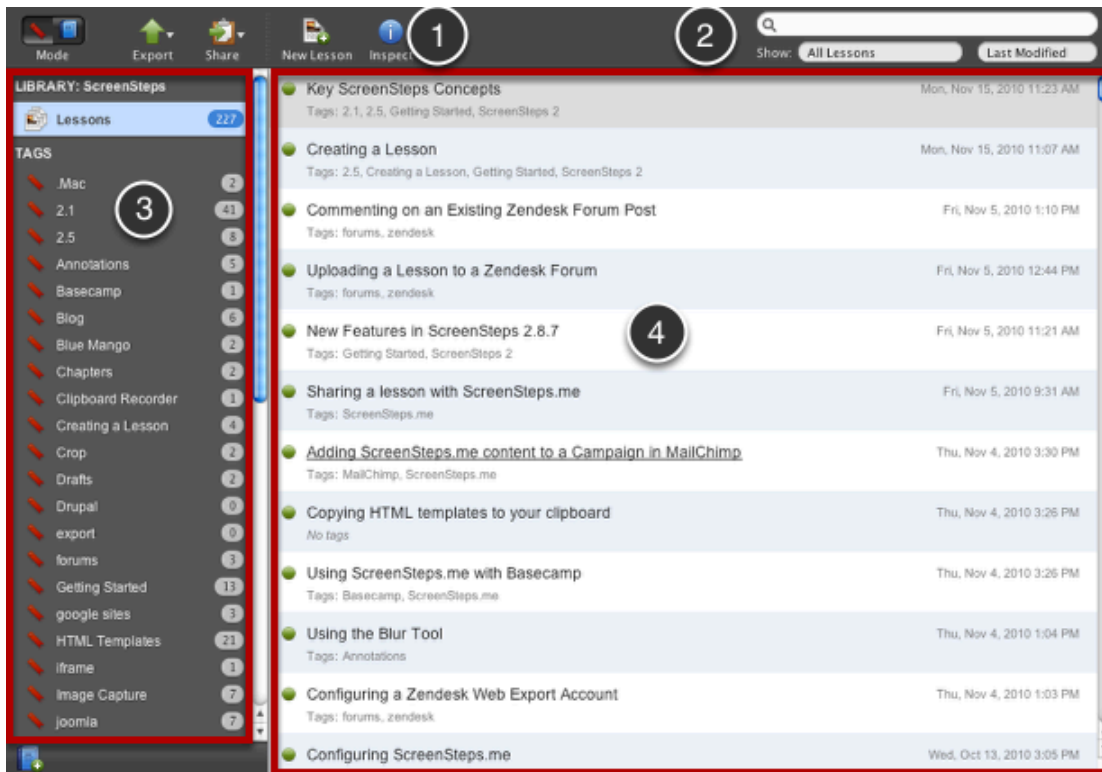 Mode Export Share New Lesson Inspect 1 2
Show: All Lessons Last Modified
LIBRARY: ScreenSteps
Lessons 227
TAGS
.Mac 2
2.1 41
2.5 8
3
Annotations 5
Basecamp 1
Blog 6
Blue Mango 2
Chapters 2
Clipboard Recorder 1
Creating a Lesson 4
Crop 2
Drafts 2
Drupal 0
export 0
forums 3
Getting Started 13
google sites 3
HTML Templates 21
iframe 1
Image Capture 7
joomla 7
Key ScreenSteps Concepts Mon, Nov 15, 2010 11:23 AM
Tags: 2.1, 2.5, Getting Started, ScreenSteps 2
Creating a Lesson Mon, Nov 15, 2010 11:07 AM
Tags: 2.5, Creating a Lesson, Getting Started, ScreenSteps 2
Commenting on an Existing Zendesk Forum Post Fri, Nov 5, 2010 1:10 PM
Tags: forums, zendesk
Uploading a Lesson to a Zendesk Forum Fri, Nov 5, 2010 12:44 PM
Tags: forums, zendesk
New Features in ScreenSteps 2.8.7 4 Fri, Nov 5, 2010 11:21 AM
Tags: Getting Started, ScreenSteps 2
Sharing a lesson with ScreenSteps.me Fri, Nov 5, 2010 9:31 AM
Tags: ScreenSteps.me
Adding ScreenSteps.me content to a Campaign in MailChimp Thu, Nov 4, 2010 3:30 PM
Tags: MailChimp, ScreenSteps.me
Copying HTML templates to your clipboard Thu, Nov 4, 2010 3:26 PM
No tags
Using ScreenSteps.me with Basecamp Thu, Nov 4, 2010 3:26 PM
Tags: Basecamp, ScreenSteps.me
Using the Blur Tool Thu, Nov 4, 2010 1:04 PM
Tags: Annotations
Configuring a Zendesk Web Export Account Thu, Nov 4, 2010 1:03 PM
Tags: forums, zendesk
Configuring ScreenSteps.me Wed, Oct 13, 2010 3:05 PM